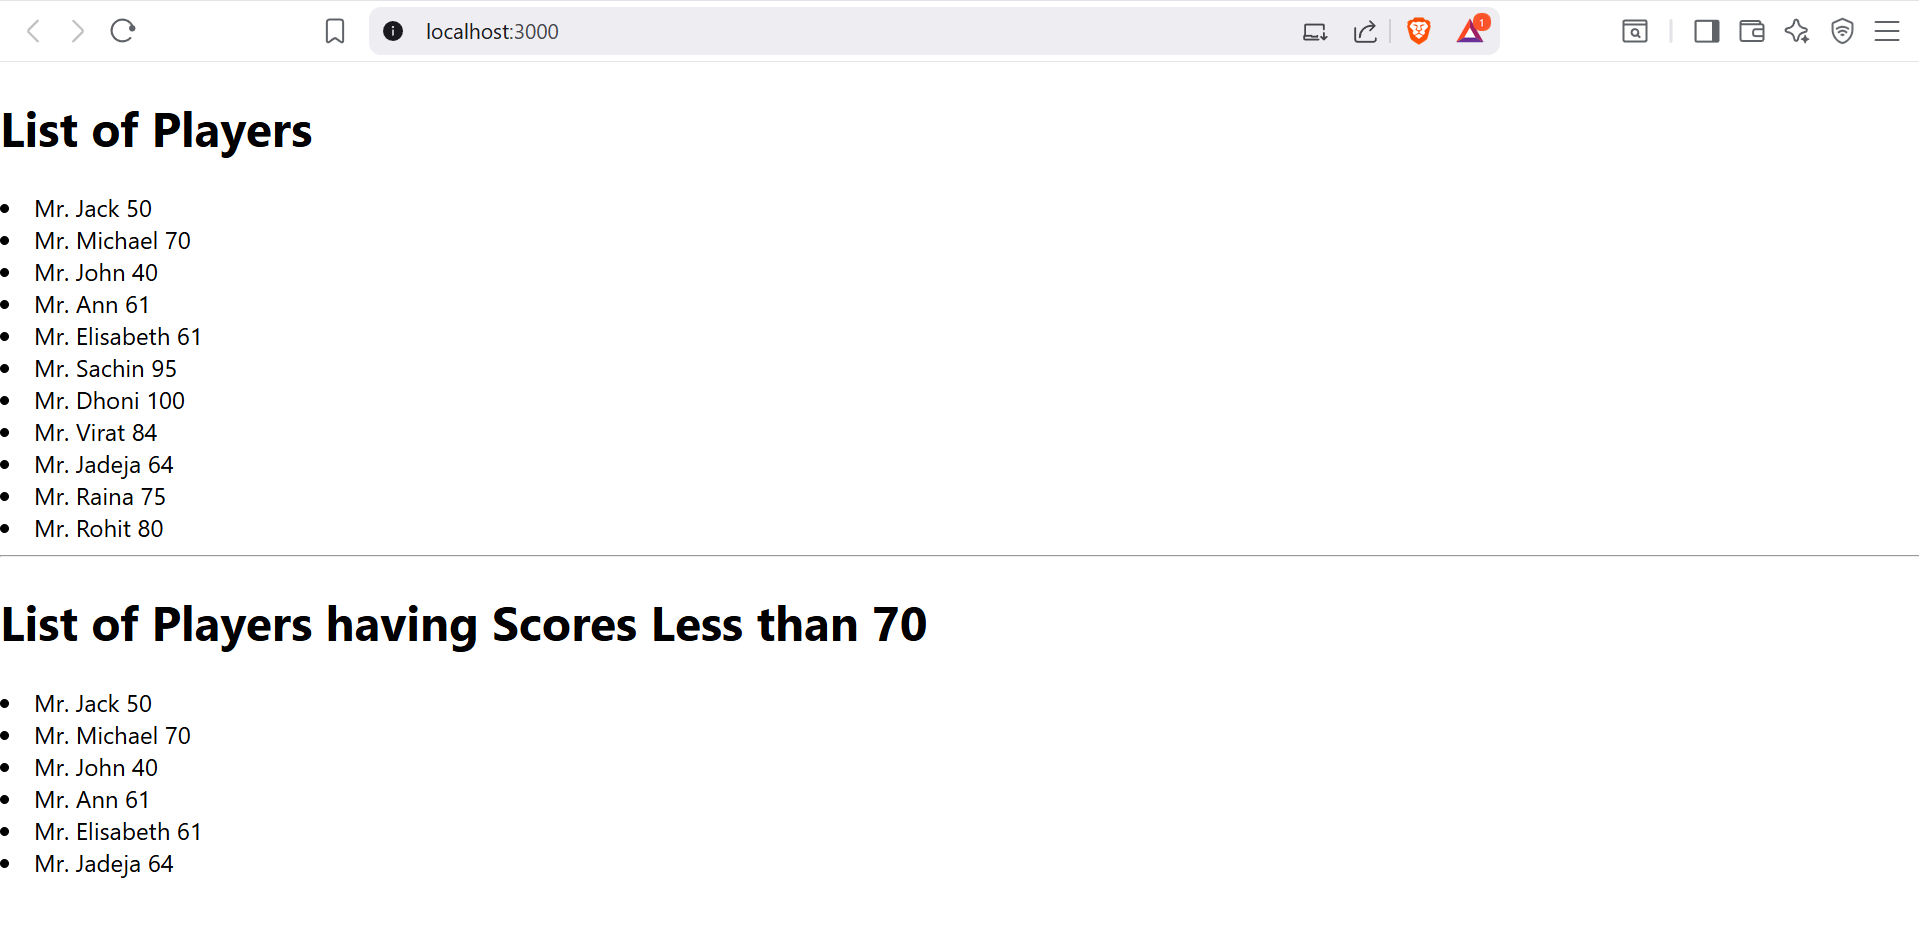 localhost:3000
1
List of Players
Mr. Jack 50
Mr. Michael 70
Mr. John 40
Mr. Ann 61
Mr. Elisabeth 61
Mr. Sachin 95
Mr. Dhoni 100
Mr. Virat 84
Mr. Jadeja 64
Mr. Raina 75
Mr. Rohit 80
List of Players having Scores Less than 70
Mr. Jack 50
Mr. Michael 70
Mr. John 40
Mr. Ann 61
Mr. Elisabeth 61
Mr. Jadeja 64